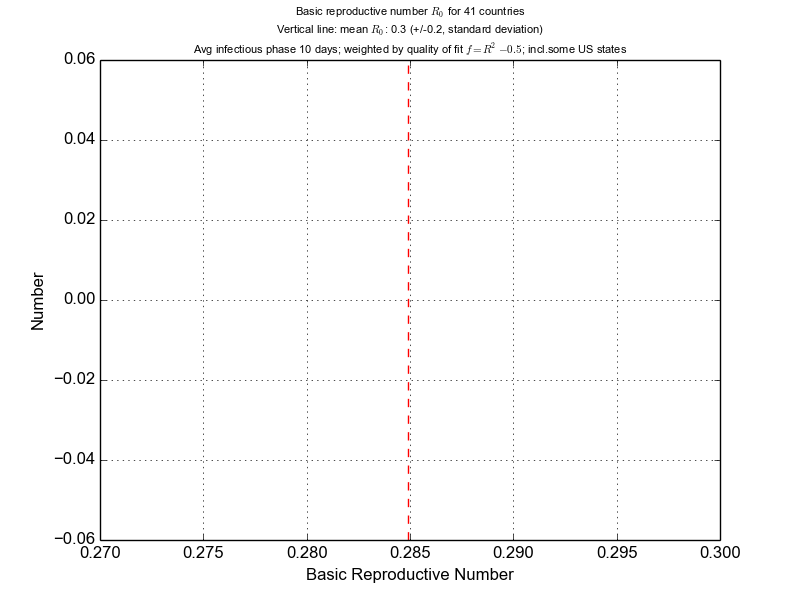 Basic reproductive number R₀ for 41 countries
Vertical line: mean R₀: 0.3 (+/-0.2, standard deviation)
Avg infectious phase 10 days; weighted by quality of fit f=R² −0.5; incl.some US states
0.06
0.04
0.02
0.00
−0.02
−0.04
−0.06
Number
0.270 0.275 0.280 0.285 0.290 0.295 0.300
Basic Reproductive Number